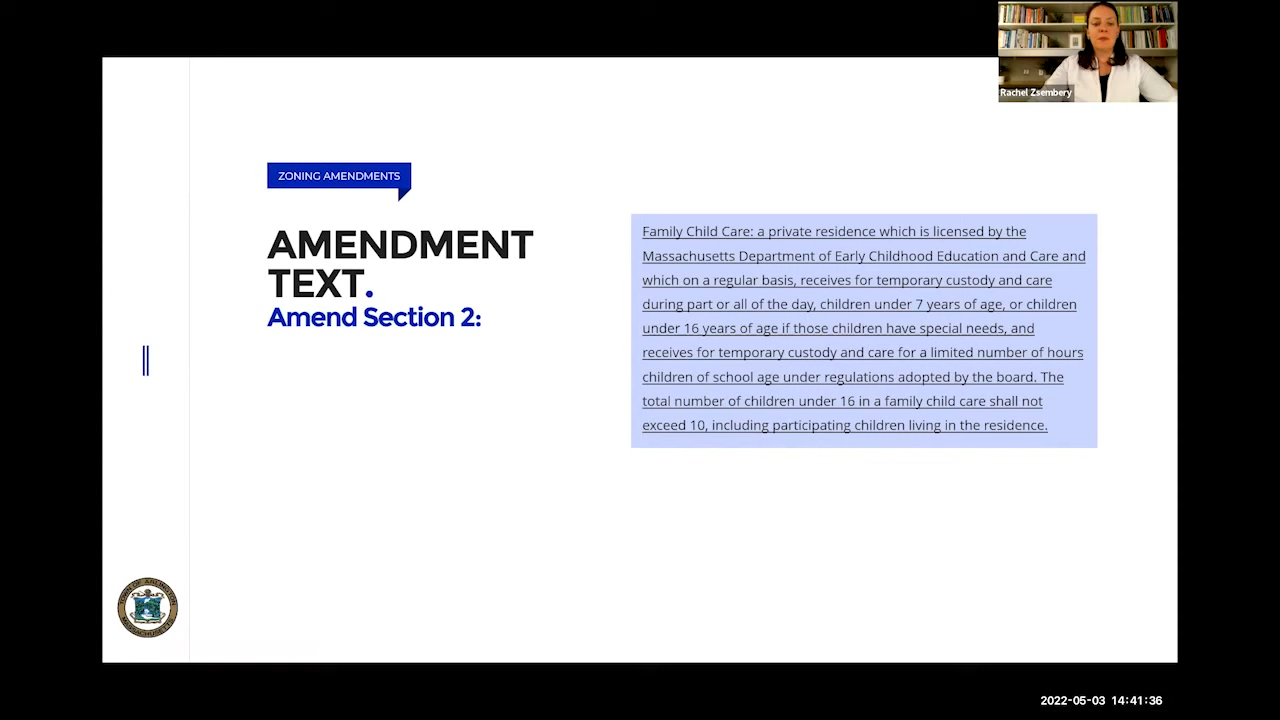 Rachel Zsembery
ZONING AMENDMENTS
AMENDMENT
TEXT.
Amend Section 2:
Family Child Care: a private residence which is licensed by the
Massachusetts Department of Early Childhood Education and Care and
which on a regular basis, receives for temporary custody and care
during part or all of the day, children under 7 years of age, or children
under 16 years of age if those children have special needs, and
receives for temporary custody and care for a limited number of hours
children of school age under regulations adopted by the board. The
total number of children under 16 in a family child care shall not
exceed 10, including participating children living in the residence.
TOWN OF ARLINGTON
MASSACHUSETTS
2022-05-03 14:41:36